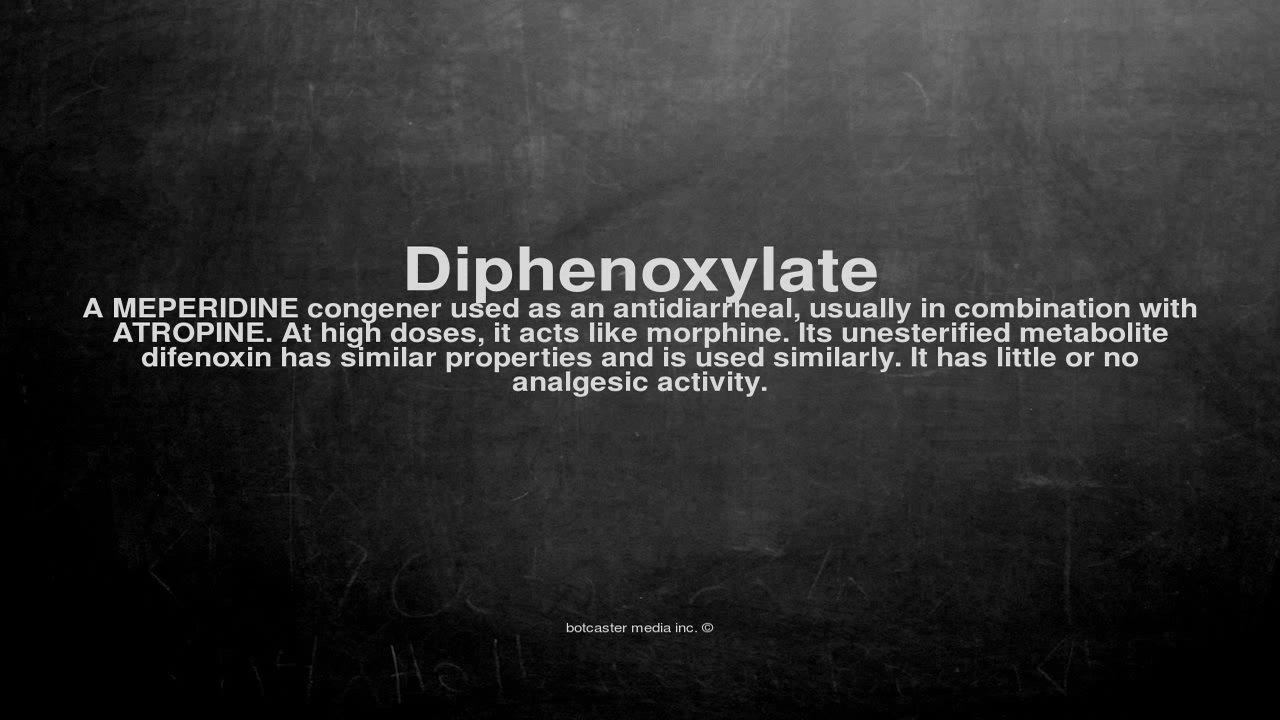 Diphenoxylate
A MEPERIDINE congener used as an antidiarrheal, usually in combination with
ATROPINE. At high doses, it acts like morphine. Its unesterified metabolite
difenoxin has similar properties and is used similarly. It has little or no
analgesic activity.
botcaster media inc. ©